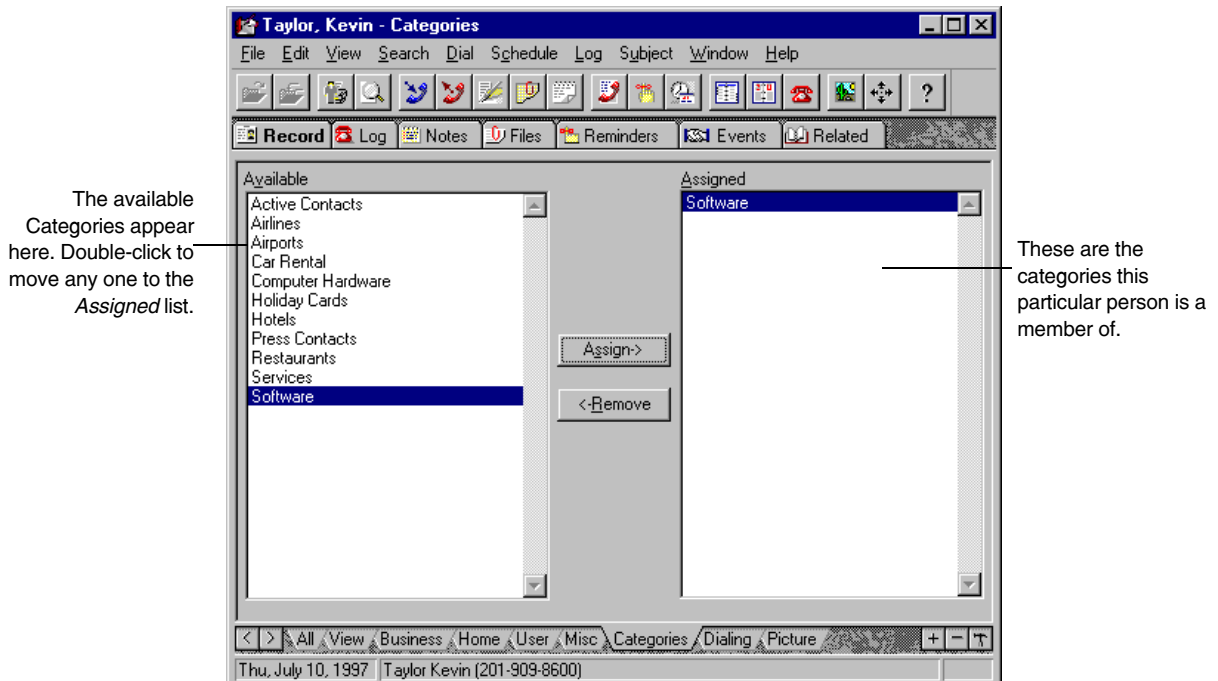 Taylor, Kevin - Categories
File Edit View Search Dial Schedule Log Subject Window Help
?
Record Log Notes Files Reminders Events Related
The available
Categories appear
here. Double-click to
move any one to the
Assigned list.
Available
Active Contacts
Airlines
Airports
Car Rental
Computer Hardware
Holiday Cards
Hotels
Press Contacts
Restaurants
Services
Software
Assign->
<-Remove
Assigned
Software
These are the
categories this
particular person is a
member of.
< > All View Business Home User Misc Categories Dialing Picture + -
Thu, July 10, 1997 Taylor Kevin (201-909-8600)